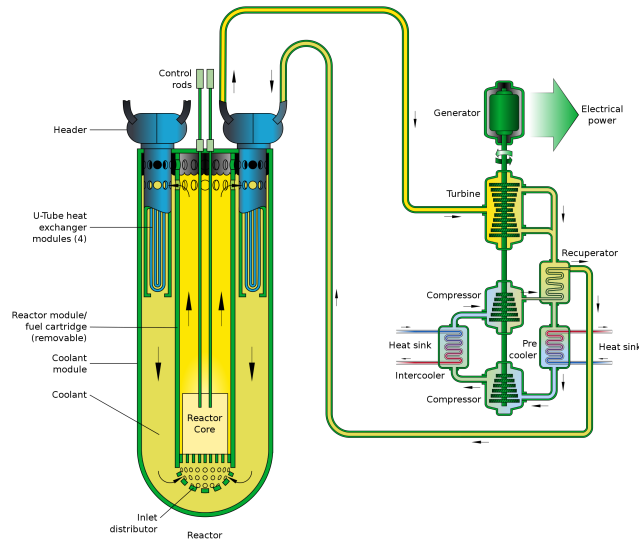 Control
rods
Header
U-Tube heat
exchanger
modules (4)
Reactor module/
fuel cartridge
(removable)
Coolant
module
Coolant
Reactor
Core
Inlet
distributor
Reactor
Generator
Electrical
power
Turbine
Recuperator
Compressor
Heat sink
Pre
cooler
Heat sink
Intercooler
Compressor